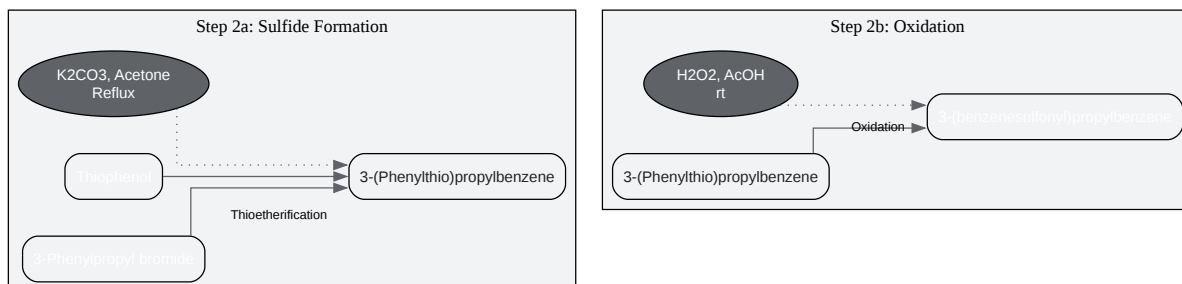 Step 2a: Sulfide Formation
K2CO3, Acetone
Reflux
Thiophenol
3-(Phenylthio)propylbenzene
Thioetherification
3-Phenylpropyl bromide
Step 2b: Oxidation
H2O2, AcOH
rt
3-(benzenesulfonyl)propylbenzene
Oxidation
3-(Phenylthio)propylbenzene